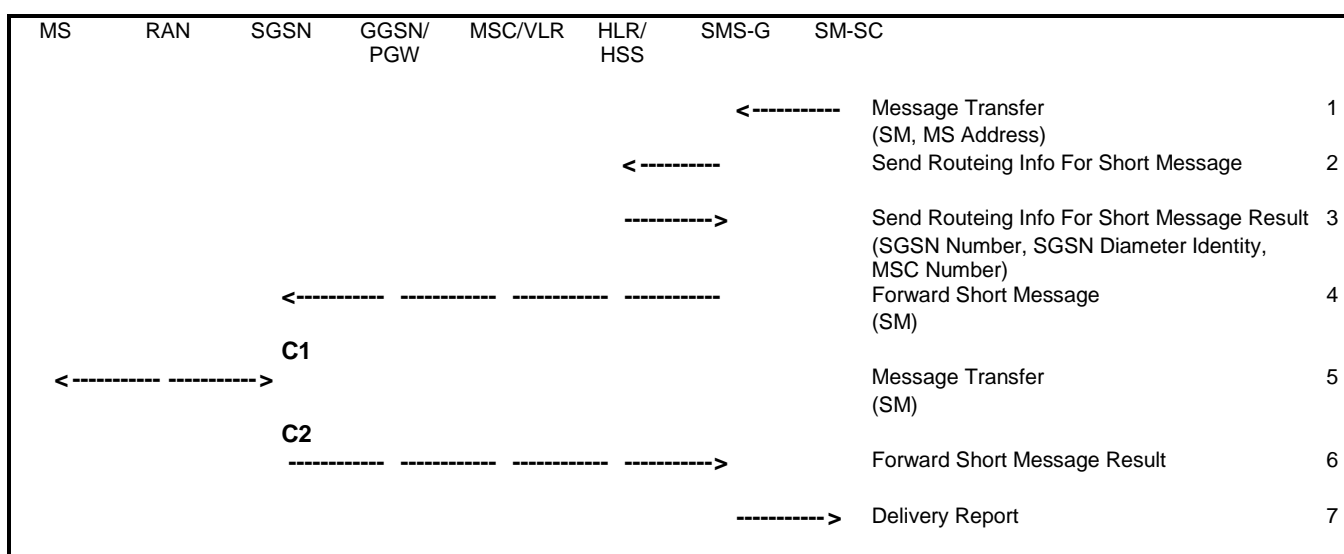 MS RAN SGSN GGSN/ MSC/VLR HLR/ SMS-G SM-SC
PGW HSS
Message Transfer 1
(SM, MS Address)
Send Routeing Info For Short Message 2
Send Routeing Info For Short Message Result 3
(SGSN Number, SGSN Diameter Identity,
MSC Number)
Forward Short Message 4
(SM)
C1
Message Transfer 5
(SM)
C2
Forward Short Message Result 6
Delivery Report 7